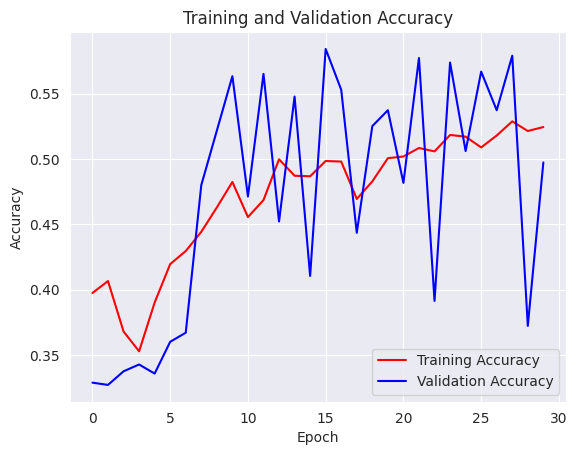 Training and Validation Accuracy
Accuracy
0.55
0.50
0.45
0.40
0.35
Training Accuracy
Validation Accuracy
0 5 10 15 20 25 30
Epoch